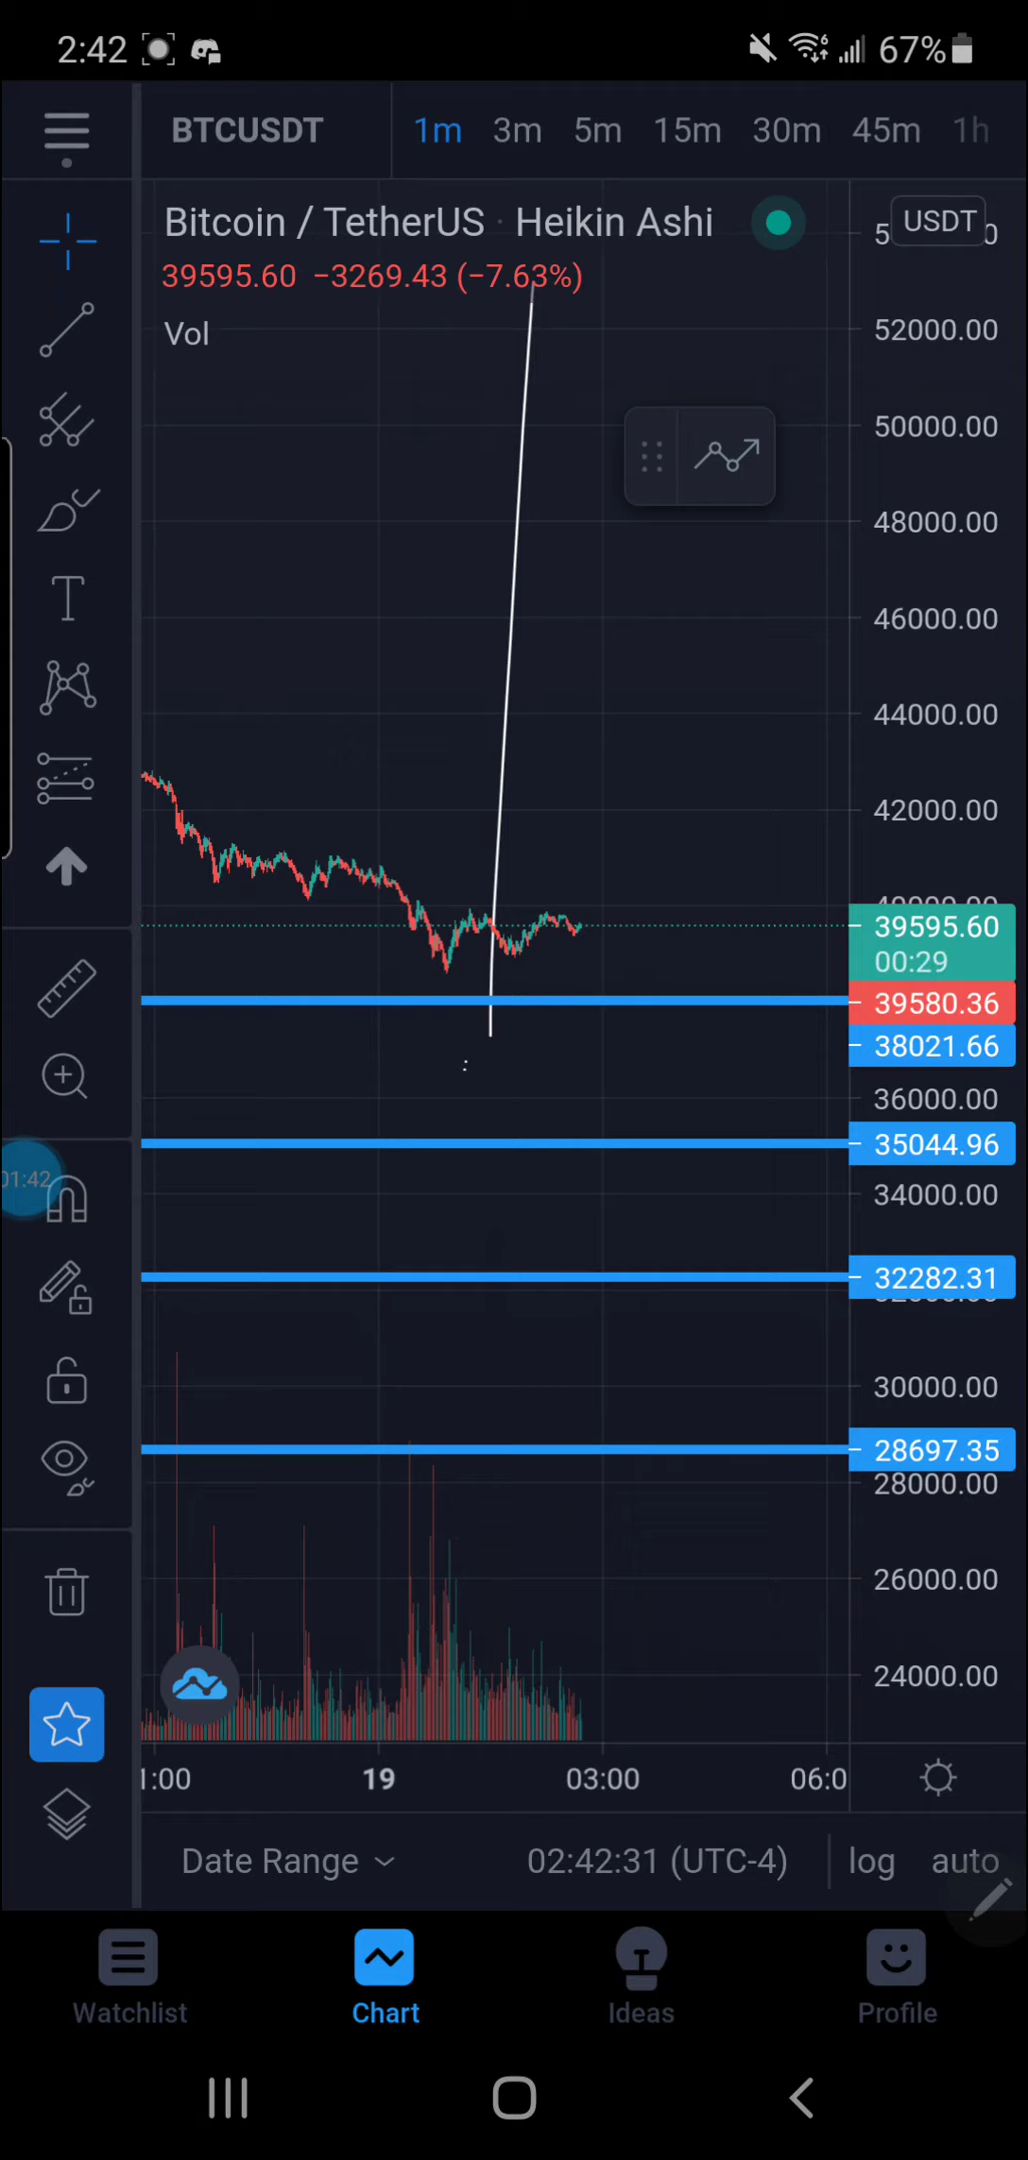 2:42 67%
BTCUSDT 1m 3m 5m 15m 30m 45m 1h
Bitcoin / TetherUS · Heikin Ashi
USDT
39595.60 −3269.43 (−7.63%)
Vol
52000.00
50000.00
48000.00
46000.00
44000.00
42000.00
39595.60
00:29
39580.36
38021.66
36000.00
35044.96
01:42
34000.00
32282.31
30000.00
28697.35
28000.00
26000.00
24000.00
1:00 19 03:00 06:0
Date Range 02:42:31 (UTC-4) log auto
Watchlist Chart Ideas Profile